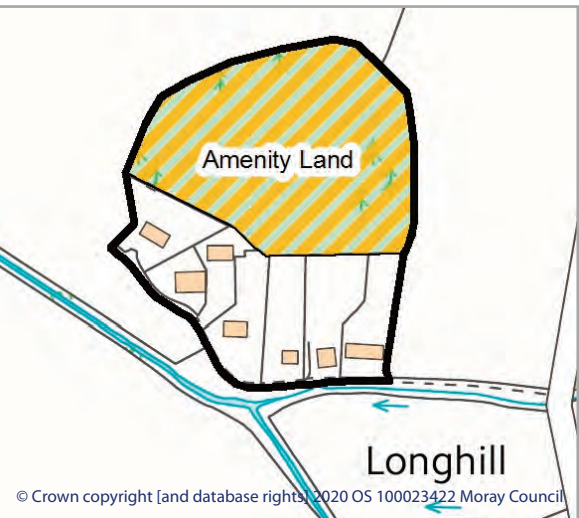 Amenity Land
Longhill
© Crown copyright [and database rights] 2020 OS 100023422 Moray Council